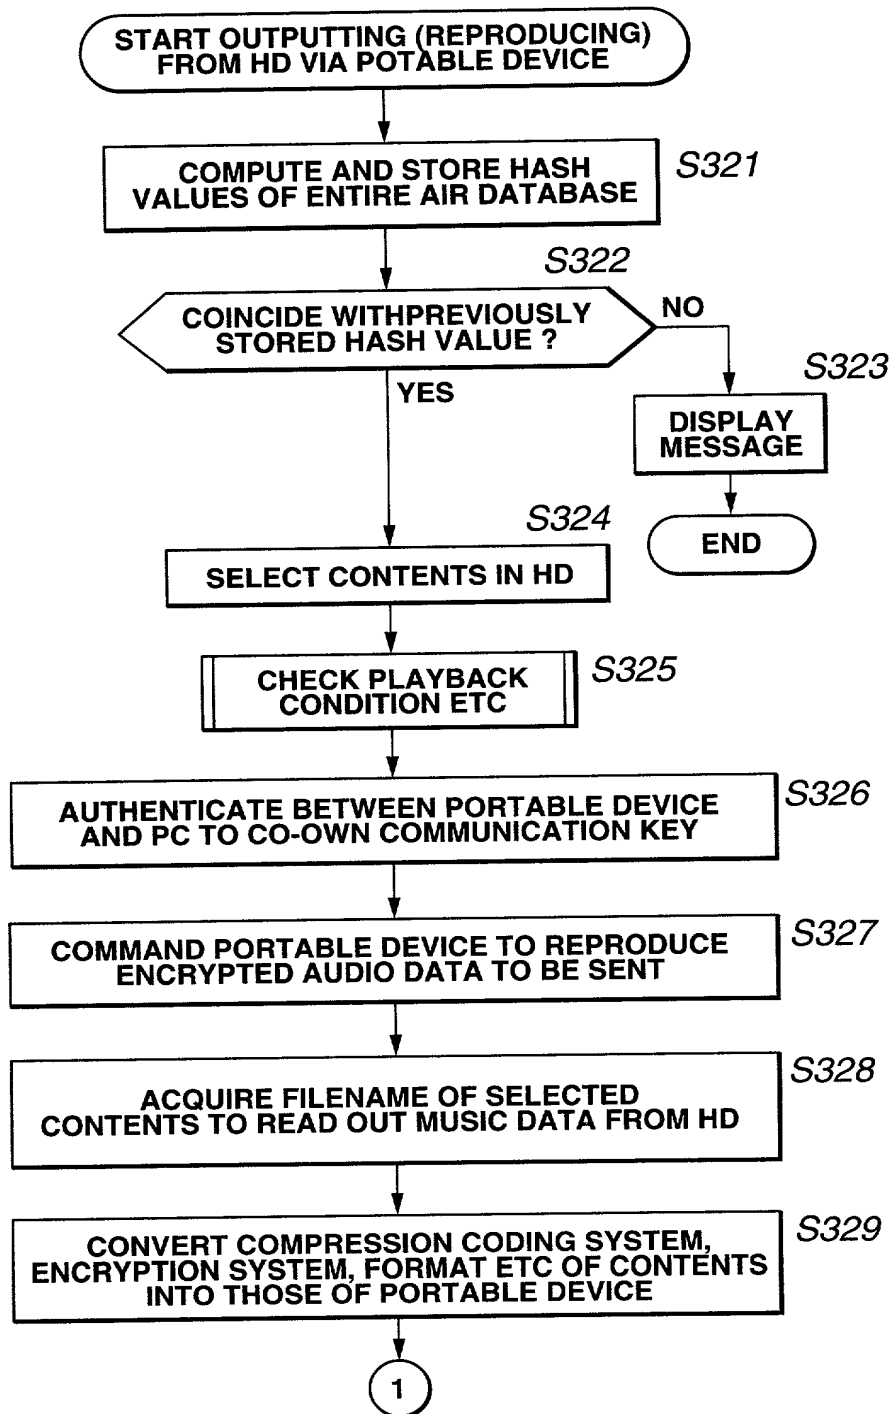 START OUTPUTTING (REPRODUCING)
FROM HD VIA POTABLE DEVICE
COMPUTE AND STORE HASH
VALUES OF ENTIRE AIR DATABASE
S321
S322
COINCIDE WITHPREVIOUSLY
STORED HASH VALUE ?
NO
YES
S323
DISPLAY
MESSAGE
END
S324
SELECT CONTENTS IN HD
CHECK PLAYBACK
CONDITION ETC
S325
AUTHENTICATE BETWEEN PORTABLE DEVICE
AND PC TO CO-OWN COMMUNICATION KEY
S326
COMMAND PORTABLE DEVICE TO REPRODUCE
ENCRYPTED AUDIO DATA TO BE SENT
S327
ACQUIRE FILENAME OF SELECTED
CONTENTS TO READ OUT MUSIC DATA FROM HD
S328
CONVERT COMPRESSION CODING SYSTEM,
ENCRYPTION SYSTEM, FORMAT ETC OF CONTENTS
INTO THOSE OF PORTABLE DEVICE
S329
1